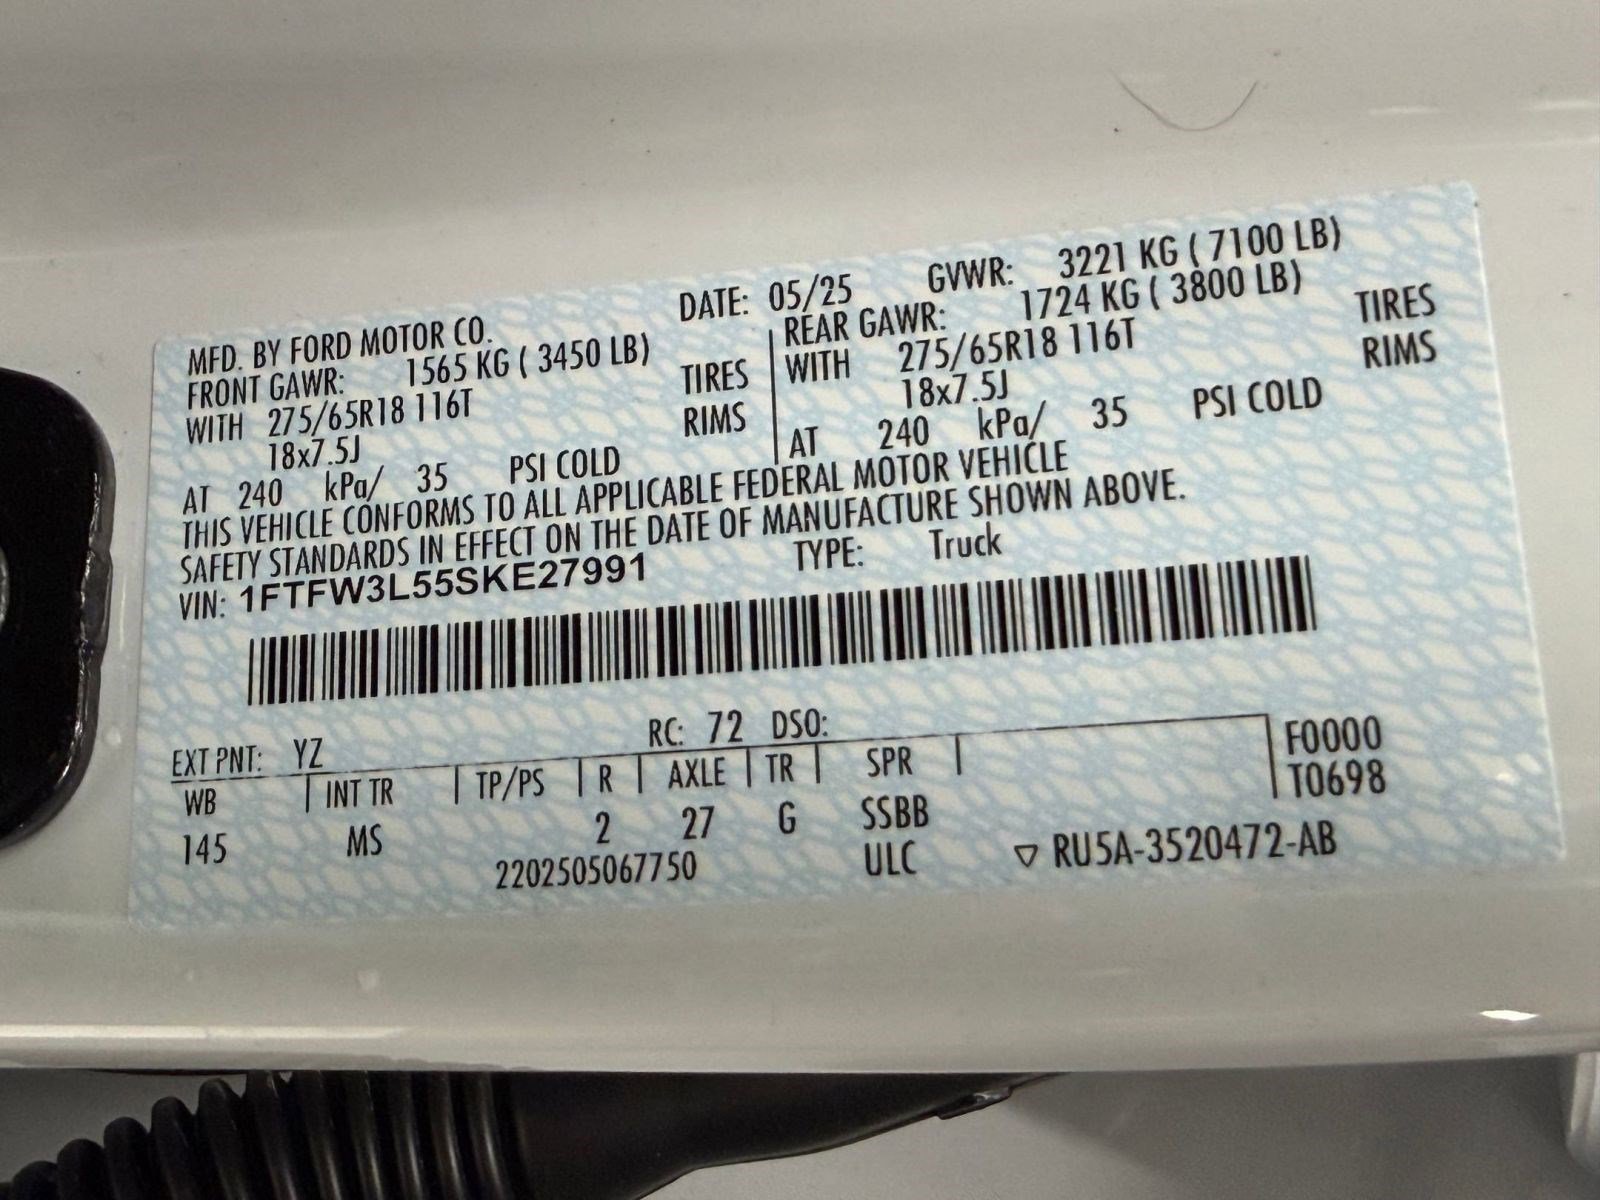 MFD. BY FORD MOTOR CO.
DATE: 05/25 GVWR: 3221 KG ( 7100 LB)
FRONT GAWR: 1565 KG ( 3450 LB)
WITH 275/65R18 116T TIRES
18x7.5J RIMS
AT 240 kPa/ 35 PSI COLD
REAR GAWR: 1724 KG ( 3800 LB)
WITH 275/65R18 116T TIRES
18x7.5J RIMS
AT 240 kPa/ 35 PSI COLD
THIS VEHICLE CONFORMS TO ALL APPLICABLE FEDERAL MOTOR VEHICLE
SAFETY STANDARDS IN EFFECT ON THE DATE OF MANUFACTURE SHOWN ABOVE.
VIN: 1FTFW3L55SKE27991 TYPE: Truck
EXT PNT: YZ RC: 72 DSO:
WB INT TR TP/PS R AXLE TR SPR
F0000
T0698
145 MS 2 27 G SSBB
2202505067750 ULC ▽ RU5A-3520472-AB